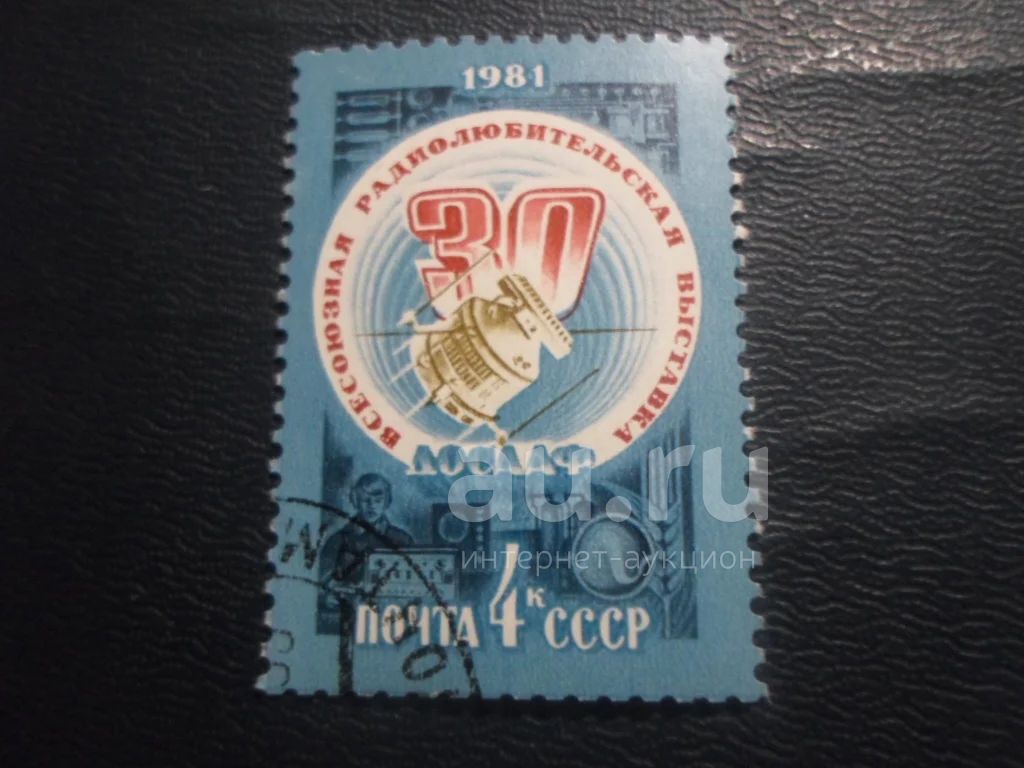 1981
ВСЕСОЮЗНАЯ РАДИОЛЮБИТЕЛЬСКАЯ ВЫСТАВКА
30
ДОСААФ
au.ru
интернет-аукцион
ПОЧТА 4К СССР